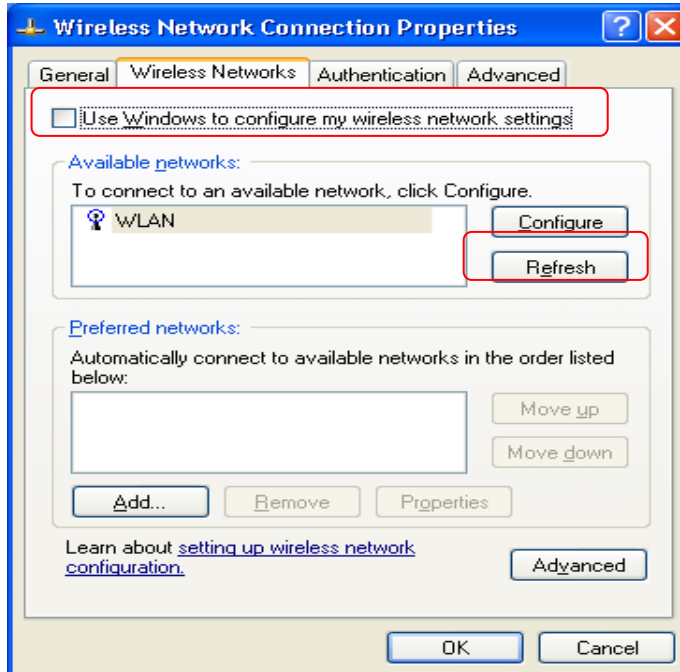 Wireless Network Connection Properties
General Wireless Networks Authentication Advanced
Use Windows to configure my wireless network settings
Available networks:
To connect to an available network, click Configure.
WLAN
Configure
Refresh
Preferred networks:
Automatically connect to available networks in the order listed
below:
Move up
Move down
Add... Remove Properties
Learn about setting up wireless network
configuration.
Advanced
OK Cancel